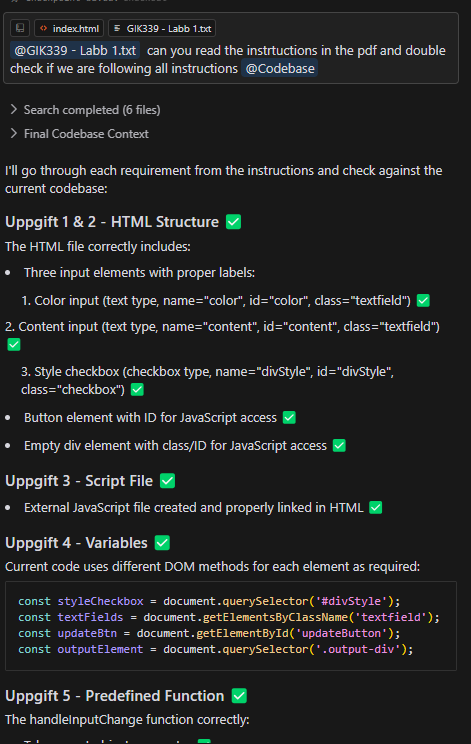 index.html GIK339 - Labb 1.txt
@GIK339 - Labb 1.txt can you read the instrtuctions in the pdf and double
check if we are following all instructions @Codebase
Search completed (6 files)
Final Codebase Context
I'll go through each requirement from the instructions and check against the
current codebase:
Uppgift 1 & 2 - HTML Structure ✅
The HTML file correctly includes:
• Three input elements with proper labels:
1. Color input (text type, name="color", id="color", class="textfield") ✅
2. Content input (text type, name="content", id="content", class="textfield")
✅
3. Style checkbox (checkbox type, name="divStyle", id="divStyle",
class="checkbox") ✅
• Button element with ID for JavaScript access ✅
• Empty div element with class/ID for JavaScript access ✅
Uppgift 3 - Script File ✅
• External JavaScript file created and properly linked in HTML ✅
Uppgift 4 - Variables ✅
Current code uses different DOM methods for each element as required:
const styleCheckbox = document.querySelector('#divStyle');
const textFields = document.getElementsByClassName('textfield');
const updateBtn = document.getElementById('updateButton');
const outputElement = document.querySelector('.output-div');
Uppgift 5 - Predefined Function ✅
The handleInputChange function correctly: